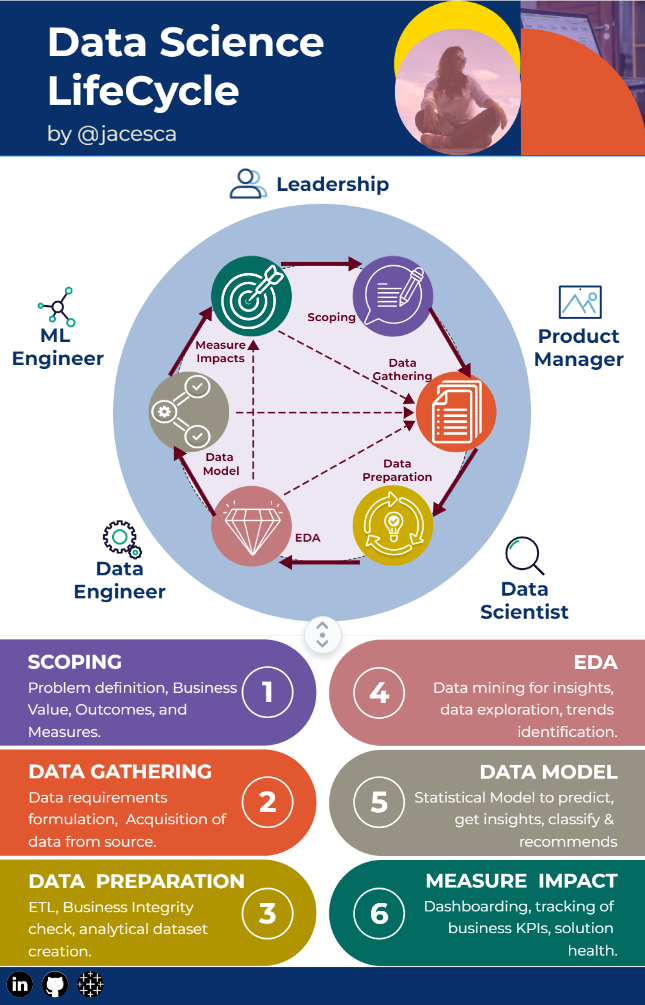 Data Science
LifeCycle
by @jacesca
Leadership
ML
Engineer
Product
Manager
Scoping
Measure
Impacts
Data
Gathering
Data
Model
Data
Preparation
EDA
Data
Engineer
Data
Scientist
SCOPING
Problem definition, Business
Value, Outcomes, and
Measures.
1
4
EDA
Data mining for insights,
data exploration, trends
identification.
DATA GATHERING
Data requirements
formulation,  Acquisition of
data from source.
2
5
DATA MODEL
Statistical Model to predict,
get insights, classify &
recommends
DATA  PREPARATION
ETL, Business Integrity
check, analytical dataset
creation.
3
6
MEASURE  IMPACT
Dashboarding, tracking of
business KPIs, solution
health.
in